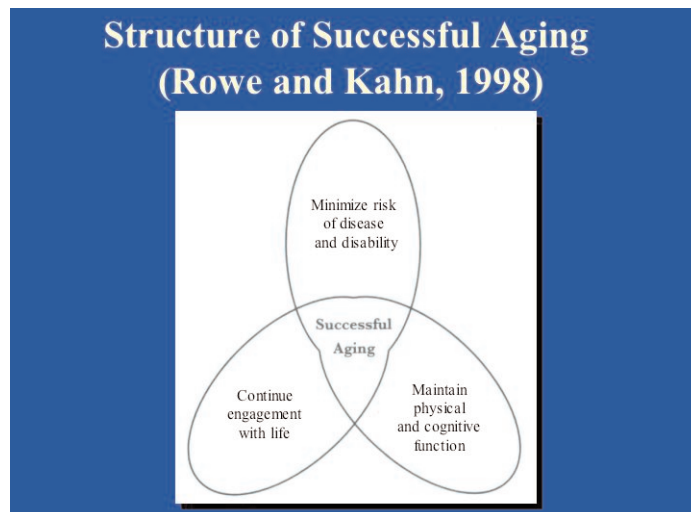 Structure of Successful Aging
(Rowe and Kahn, 1998)
Minimize risk
of disease
and disability
Successful
Aging
Continue
engagement
with life
Maintain
physical
and cognitive
function